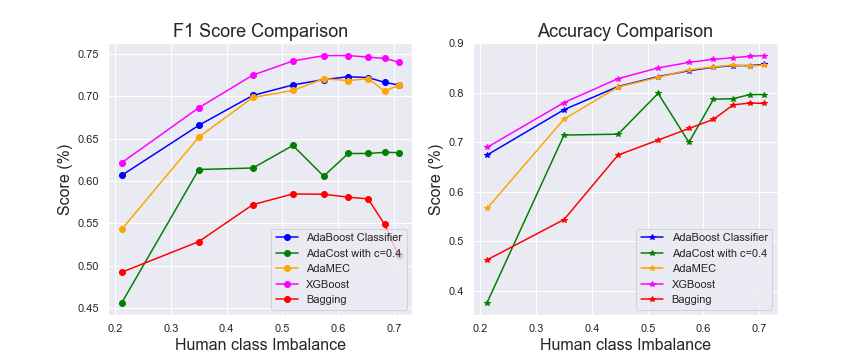 F1 Score Comparison
Score (%)
0.75
0.70
0.65
0.60
0.55
0.50
0.45
0.2 0.3 0.4 0.5 0.6 0.7
Human class Imbalance
AdaBoost Classifier
AdaCost with c=0.4
AdaMEC
XGBoost
Bagging
Accuracy Comparison
Score (%)
0.9
0.8
0.7
0.6
0.5
0.4
0.2 0.3 0.4 0.5 0.6 0.7
Human class Imbalance
AdaBoost Classifier
AdaCost with c=0.4
AdaMEC
XGBoost
Bagging